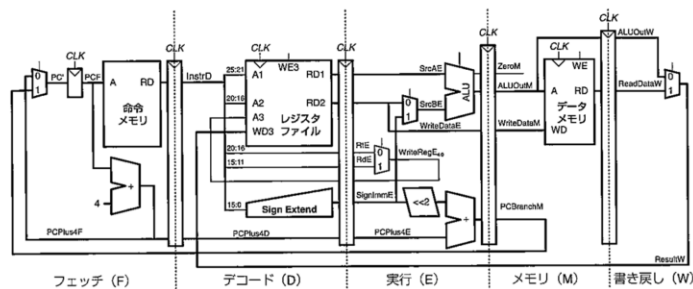 CLK
CLK
CLK
CLK
CLK
CLK
CLK
ALUOutW
0
1
PC'
PCF
A
RD
命令
メモリ
InstrD
25:21
20:16
20:16
15:11
15:0
A1
WE3
RD1
A2
RD2
A3
WD3
レジスタ
ファイル
SrcAE
0
1
SrcBE
ALU
ZeroM
ALUOutM
WriteDataE
WriteDataM
A
WE
RD
データ
メモリ
WD
ReadDataW
0
1
RtE
RdE
0
1
WriteRegE4:0
+
4
Sign Extend
SignImmE
<<2
+
PCBranchM
PCPlus4F
PCPlus4D
PCPlus4E
ResultW
フェッチ（F）
デコード（D）
実行（E）
メモリ（M）
書き戻し（W）